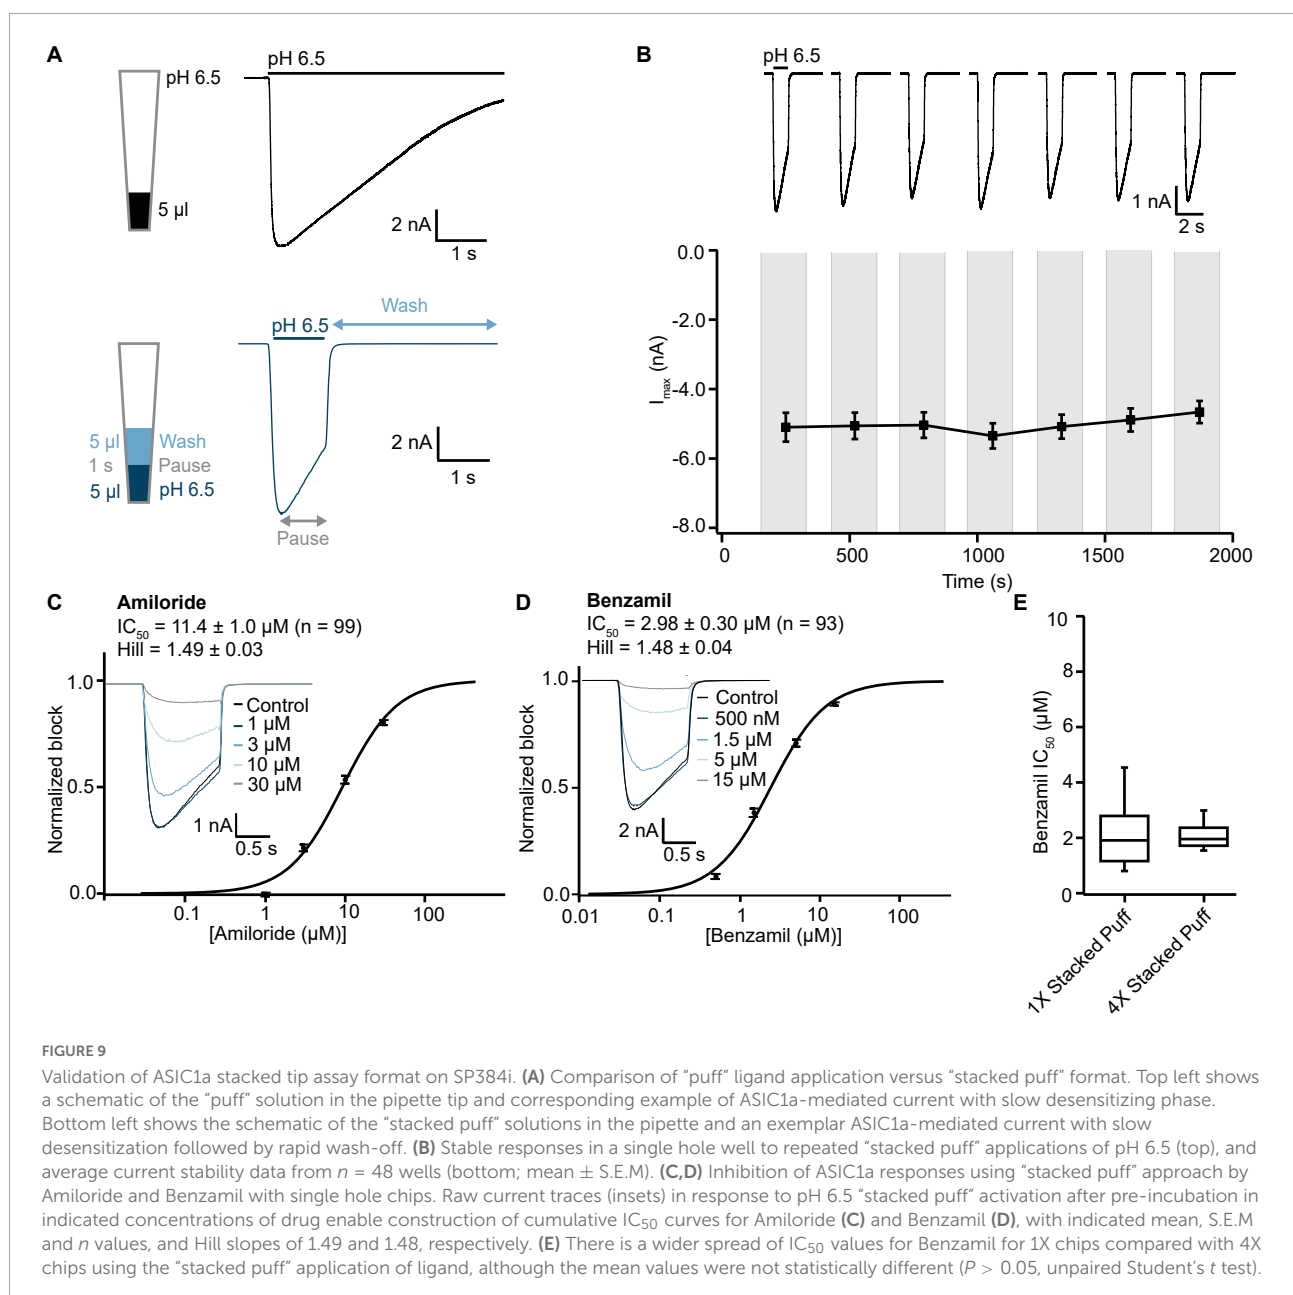 A
pH 6.5
pH 6.5
5 µl
2 nA
1 s
Wash
pH 6.5
5 µl Wash
1 s Pause
5 µl pH 6.5
2 nA
1 s
Pause
B
pH 6.5
1 nA
2 s
0.0
-2.0
-4.0
-6.0
-8.0
Imax (nA)
0 500 1000 1500 2000
Time (s)
C
Amiloride
IC50 = 11.4 ± 1.0 µM (n = 99)
Hill = 1.49 ± 0.03
1.0
0.5
0.0
Normalized block
Control
1 µM
3 µM
10 µM
30 µM
1 nA
0.5 s
0.1 1 10 100
[Amiloride (µM)]
D
Benzamil
IC50 = 2.98 ± 0.30 µM (n = 93)
Hill = 1.48 ± 0.04
1.0
0.5
0.0
Normalized block
Control
500 nM
1.5 µM
5 µM
15 µM
2 nA
0.5 s
0.01 0.1 1 10 100
[Benzamil (µM)]
E
10
8
6
4
2
0
Benzamil IC50 (µM)
1X Stacked Puff
4X Stacked Puff
FIGURE 9
Validation of ASIC1a stacked tip assay format on SP384i. (A) Comparison of “puff” ligand application versus “stacked puff” format. Top left shows
a schematic of the “puff” solution in the pipette tip and corresponding example of ASIC1a-mediated current with slow desensitizing phase.
Bottom left shows the schematic of the “stacked puff” solutions in the pipette and an exemplar ASIC1a-mediated current with slow
desensitization followed by rapid wash-off. (B) Stable responses in a single hole well to repeated “stacked puff” applications of pH 6.5 (top), and
average current stability data from n = 48 wells (bottom; mean ± S.E.M). (C,D) Inhibition of ASIC1a responses using “stacked puff” approach by
Amiloride and Benzamil with single hole chips. Raw current traces (insets) in response to pH 6.5 “stacked puff” activation after pre-incubation in
indicated concentrations of drug enable construction of cumulative IC50 curves for Amiloride (C) and Benzamil (D), with indicated mean, S.E.M
and n values, and Hill slopes of 1.49 and 1.48, respectively. (E) There is a wider spread of IC50 values for Benzamil for 1X chips compared with 4X
chips using the “stacked puff” application of ligand, although the mean values were not statistically different (P > 0.05, unpaired Student’s t test).